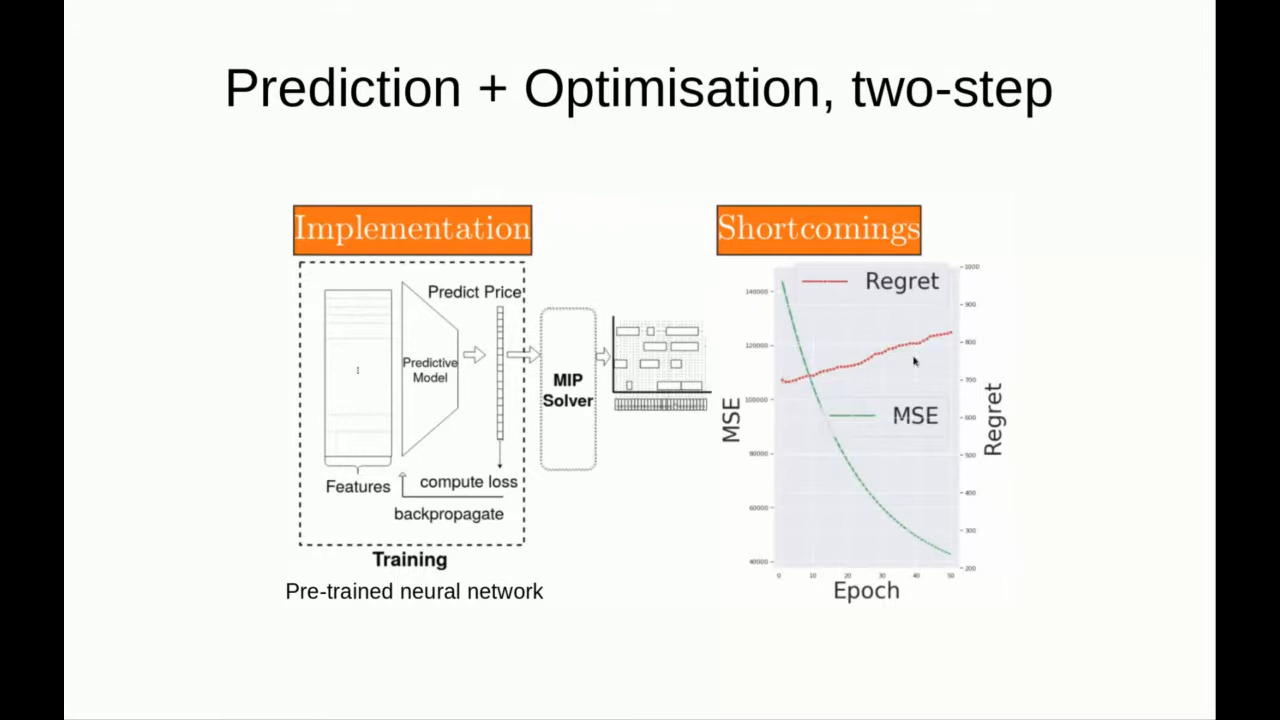 Prediction + Optimisation, two-step
Implementation
Predict Price
Predictive
Model
MIP
Solver
Features
compute loss
backpropagate
Training
Pre-trained neural network
Shortcomings
Regret
MSE
MSE
Regret
140000
120000
100000
80000
60000
40000
1000
900
800
700
600
500
400
300
200
0
10
20
30
40
50
Epoch